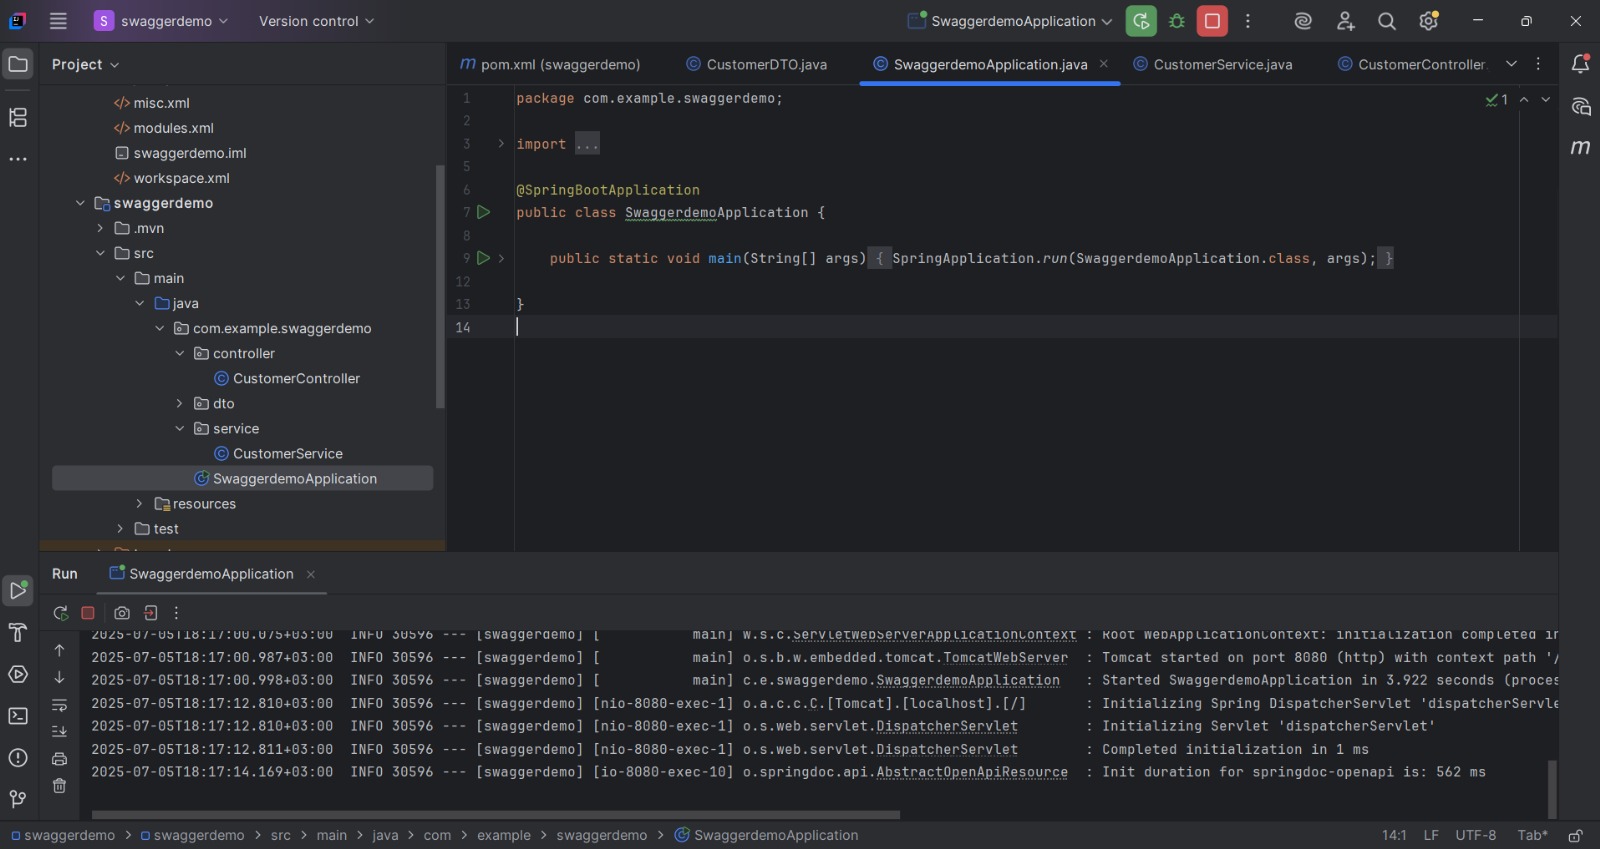 S swaggerdemo Version control SwaggerdemoApplication
Project
misc.xml
modules.xml
swaggerdemo.iml
workspace.xml
swaggerdemo
.mvn
src
main
java
com.example.swaggerdemo
controller
CustomerController
dto
service
CustomerService
SwaggerdemoApplication
resources
test
m pom.xml (swaggerdemo) CustomerDTO.java SwaggerdemoApplication.java CustomerService.java CustomerController
1 package com.example.swaggerdemo; 1
2
3 import ...
5
6 @SpringBootApplication
7 public class SwaggerdemoApplication {
8
9 public static void main(String[] args) { SpringApplication.run(SwaggerdemoApplication.class, args); }
12
13 }
14
m
Run SwaggerdemoApplication
2025-07-05T18:17:00.075+03:00 INFO 30596 --- [swaggerdemo] [ main] w.s.c.ServletWebServerApplicationContext : Root WebApplicationContext: initialization completed in
2025-07-05T18:17:00.987+03:00 INFO 30596 --- [swaggerdemo] [ main] o.s.b.w.embedded.tomcat.TomcatWebServer : Tomcat started on port 8080 (http) with context path '/
2025-07-05T18:17:00.998+03:00 INFO 30596 --- [swaggerdemo] [ main] c.e.swaggerdemo.SwaggerdemoApplication : Started SwaggerdemoApplication in 3.922 seconds (proces
2025-07-05T18:17:12.810+03:00 INFO 30596 --- [swaggerdemo] [nio-8080-exec-1] o.a.c.c.C.[Tomcat].[localhost].[/] : Initializing Spring DispatcherServlet 'dispatcherServle
2025-07-05T18:17:12.810+03:00 INFO 30596 --- [swaggerdemo] [nio-8080-exec-1] o.s.web.servlet.DispatcherServlet : Initializing Servlet 'dispatcherServlet'
2025-07-05T18:17:12.811+03:00 INFO 30596 --- [swaggerdemo] [nio-8080-exec-1] o.s.web.servlet.DispatcherServlet : Completed initialization in 1 ms
2025-07-05T18:17:14.169+03:00 INFO 30596 --- [swaggerdemo] [io-8080-exec-10] o.springdoc.api.AbstractOpenApiResource : Init duration for springdoc-openapi is: 562 ms
swaggerdemo > swaggerdemo > src > main > java > com > example > swaggerdemo > SwaggerdemoApplication 14:1 LF UTF-8 Tab*